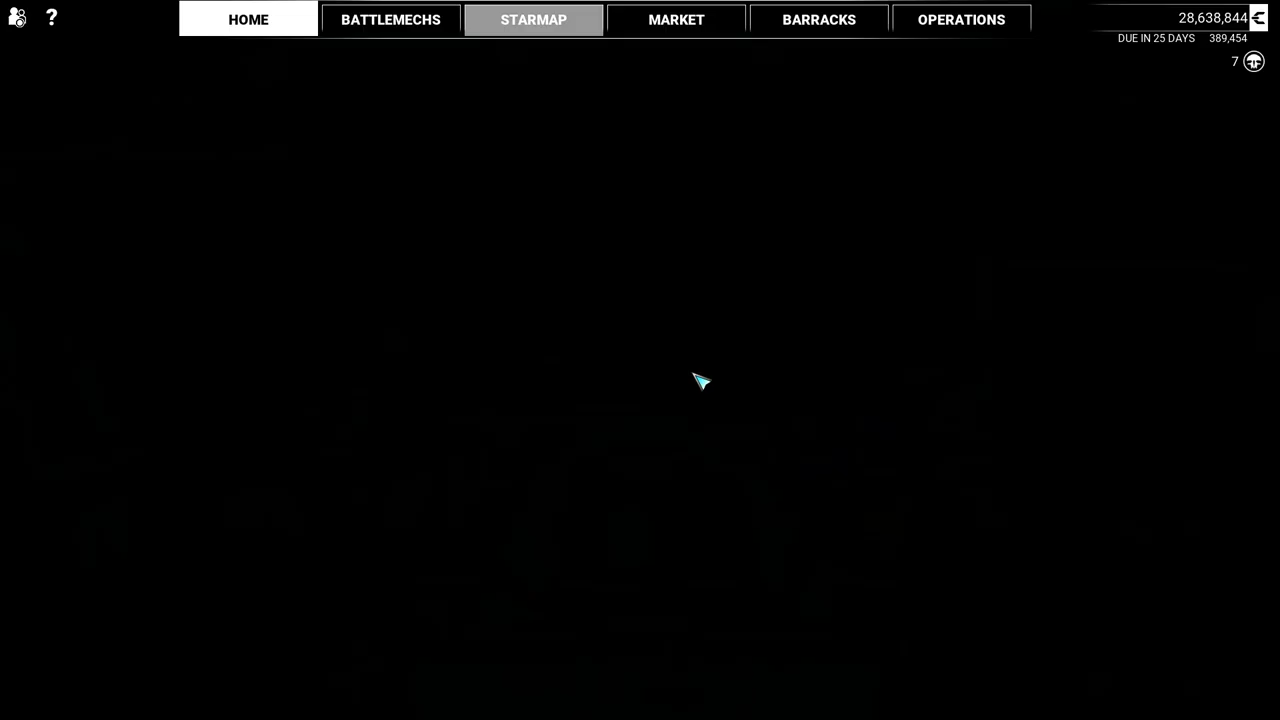 ?
HOME
BATTLEMECHS
STARMAP
MARKET
BARRACKS
OPERATIONS
28,638,844
DUE IN 25 DAYS 389,454
7